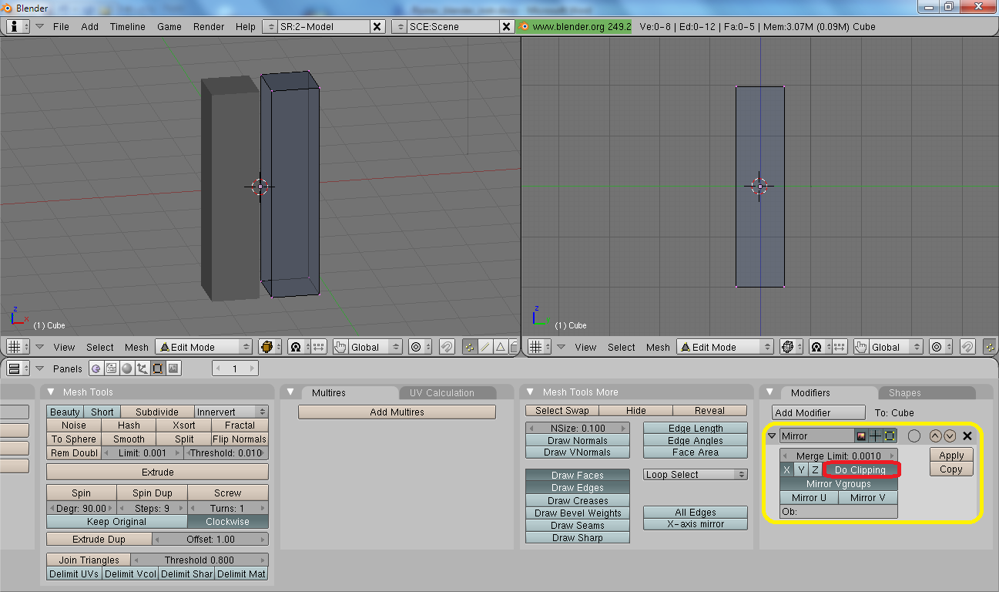 Blender
File Add Timeline Game Render Help SR:2-Model SCE:Scene www.blender.org 249.2 Ve:0-8 | Ed:0-12 | Fa:0-5 | Mem:3.07M (0.09M) Cube
z
x
(1) Cube
z
(1) Cube
View Select Mesh Edit Mode Global
View Select Mesh Edit Mode Global
Panels 1
Mesh Tools
Beauty Short Subdivide Innervert
Noise Hash Xsort Fractal
To Sphere Smooth Split Flip Normals
Rem Doubl Limit: 0.001 Threshold: 0.010
Extrude
Spin Spin Dup Screw
Degr: 90.00 Steps: 9 Turns: 1
Keep Original Clockwise
Extrude Dup Offset: 1.00
Join Triangles Threshold 0.800
Delimit UVs Delimit Vcol Delimit Shar Delimit Mat
Multires UV Calculation
Add Multires
Mesh Tools More
Select Swap Hide Reveal
NSize: 0.100
Draw Normals
Draw VNormals
Edge Length
Edge Angles
Face Area
Draw Faces
Draw Edges
Draw Creases
Draw Bevel Weights
Draw Seams
Draw Sharp
Loop Select
All Edges
X-axis mirror
Modifiers Shapes
Add Modifier To: Cube
Mirror
Merge Limit: 0.0010
X Y Z Do Clipping
Mirror Vgroups
Mirror U Mirror V
Ob:
Apply
Copy